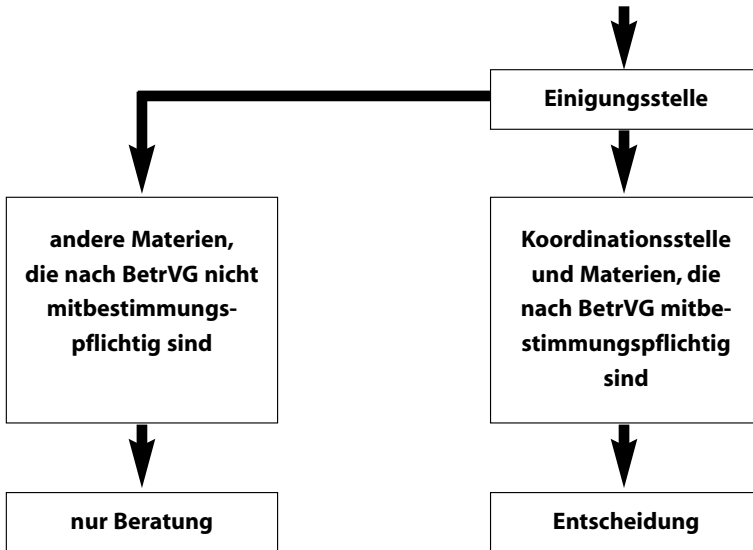 Einigungsstelle
andere Materien,
die nach BetrVG nicht
mitbestimmungs-
pflichtig sind
Koordinationsstelle
und Materien, die
nach BetrVG mitbe-
stimmungspflichtig
sind
nur Beratung
Entscheidung